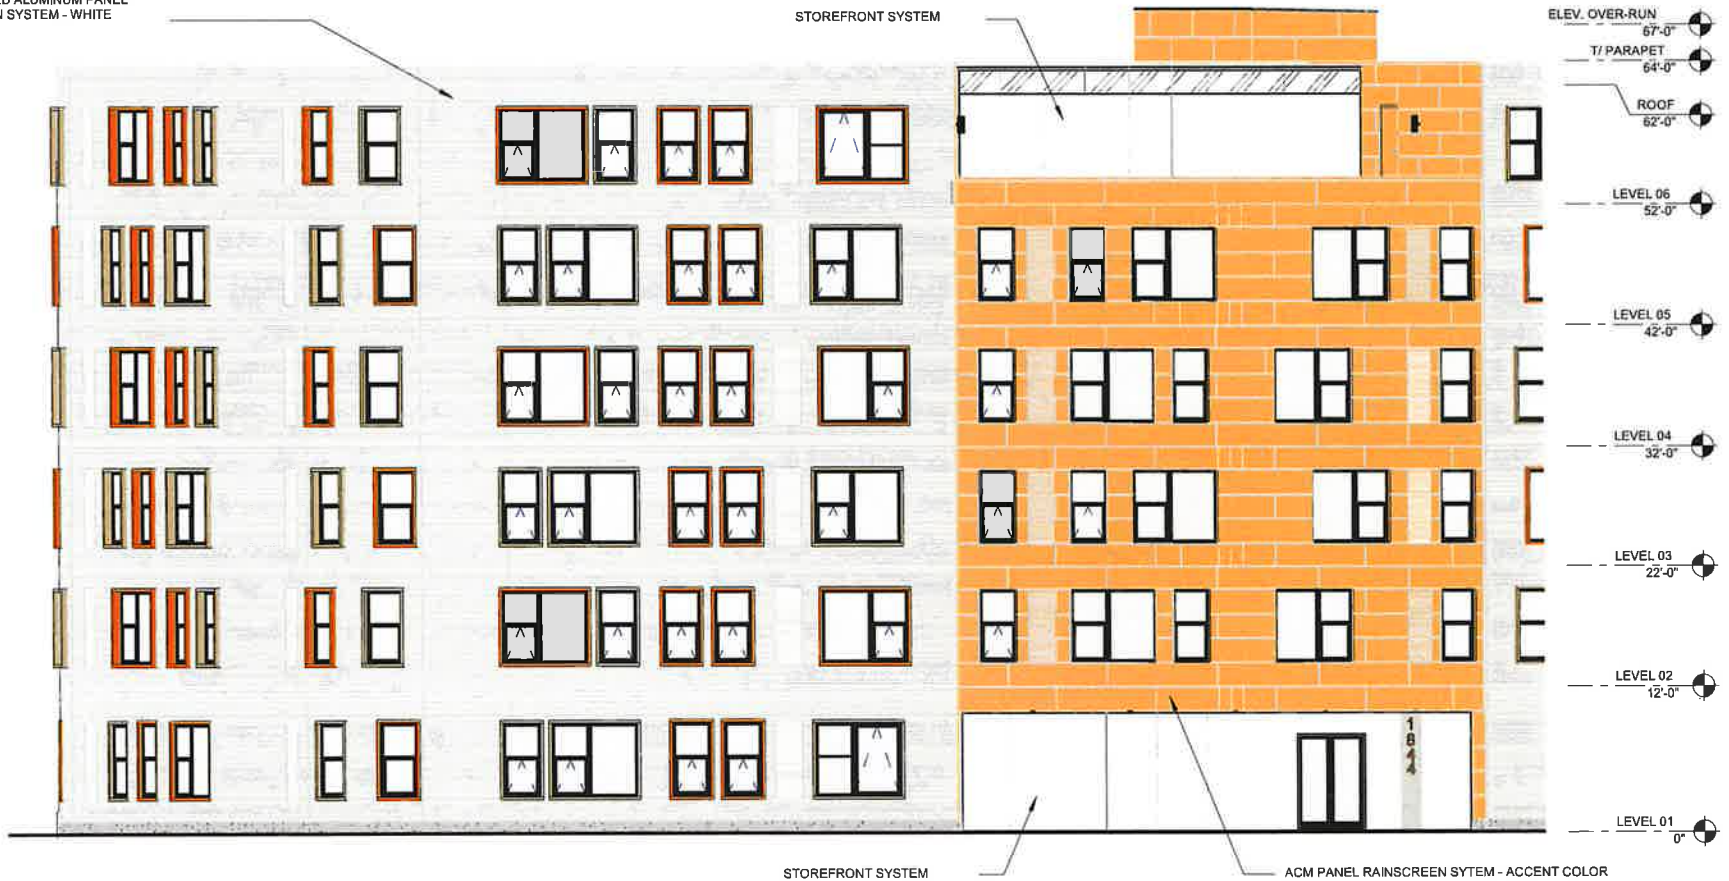 ALUMINUM PANEL
SYSTEM - WHITE
STOREFRONT SYSTEM
ELEV. OVER-RUN
67'-0"
T/ PARAPET
64'-0"
ROOF
62'-0"
LEVEL 06
52'-0"
LEVEL 05
42'-0"
LEVEL 04
32'-0"
LEVEL 03
22'-0"
LEVEL 02
12'-0"
1
8
4
4
LEVEL 01
0"
STOREFRONT SYSTEM
ACM PANEL RAINSCREEN SYTEM - ACCENT COLOR